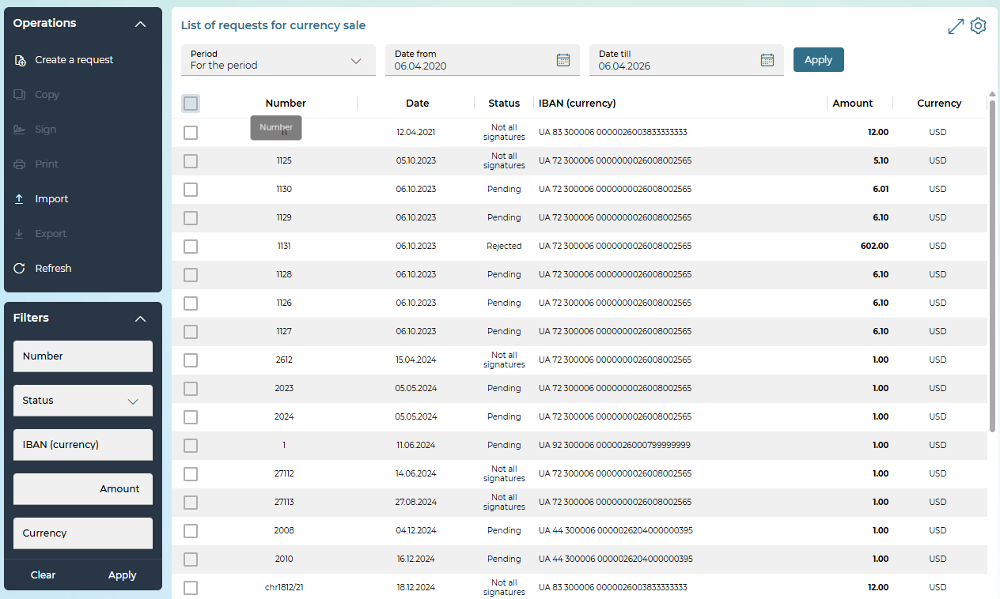 Operations
Create a request
Copy
Sign
Print
Import
Export
Refresh
Filters
Number
Status
IBAN (currency)
Amount
Currency
Clear Apply
List of requests for currency sale
Period
For the period
Date from
06.04.2020
Date till
06.04.2026
Apply
Number Date Status IBAN (currency) Amount Currency
Number
11 12.04.2021 Not all signatures UA 83 300006 0000026003833333333 12.00 USD
1125 05.10.2023 Not all signatures UA 72 300006 0000000026008002565 5.10 USD
1130 06.10.2023 Pending UA 72 300006 0000000026008002565 6.01 USD
1129 06.10.2023 Pending UA 72 300006 0000000026008002565 6.10 USD
1131 06.10.2023 Rejected UA 72 300006 0000000026008002565 602.00 USD
1128 06.10.2023 Pending UA 72 300006 0000000026008002565 6.10 USD
1126 06.10.2023 Pending UA 72 300006 0000000026008002565 6.10 USD
1127 06.10.2023 Pending UA 72 300006 0000000026008002565 6.10 USD
2612 15.04.2024 Not all signatures UA 72 300006 0000000026008002565 1.00 USD
2023 05.05.2024 Pending UA 72 300006 0000000026008002565 1.00 USD
2024 05.05.2024 Pending UA 72 300006 0000000026008002565 1.00 USD
1 11.06.2024 Pending UA 92 300006 0000026000799999999 1.00 USD
27112 14.06.2024 Not all signatures UA 72 300006 0000000026008002565 1.00 USD
27113 27.08.2024 Not all signatures UA 72 300006 0000000026008002565 1.00 USD
2008 04.12.2024 Pending UA 44 300006 0000026204000000395 1.00 USD
2010 16.12.2024 Pending UA 44 300006 0000026204000000395 1.00 USD
chr1812/21 18.12.2024 Not all signatures UA 83 300006 0000026003833333333 12.00 USD